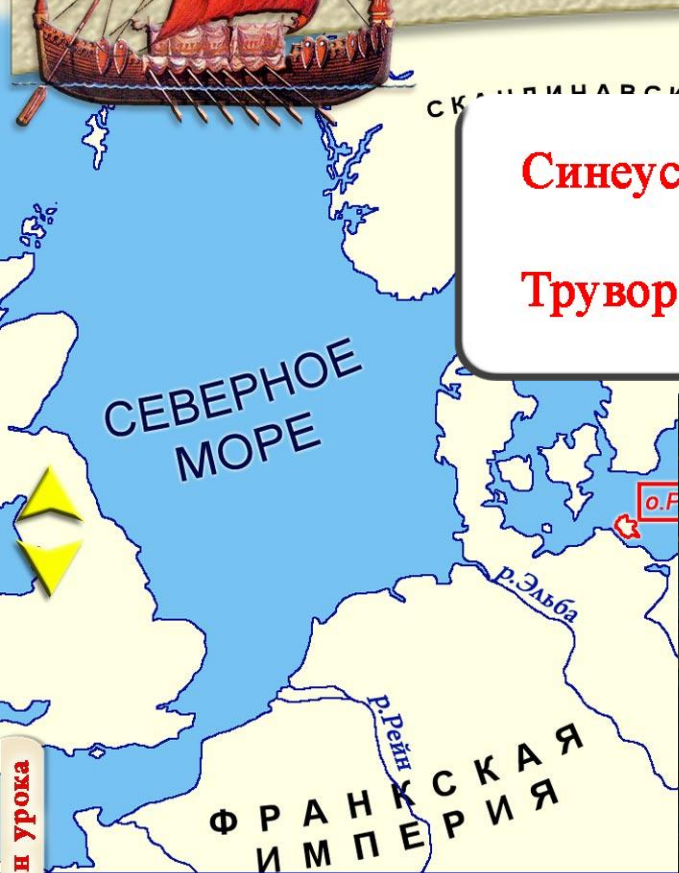 Синеус
Трувор
СЕВЕРНОЕ
МОРЕ
р.Эльба
р.Рейн
ФРАНКСКАЯ
ИМПЕРИЯ
урока